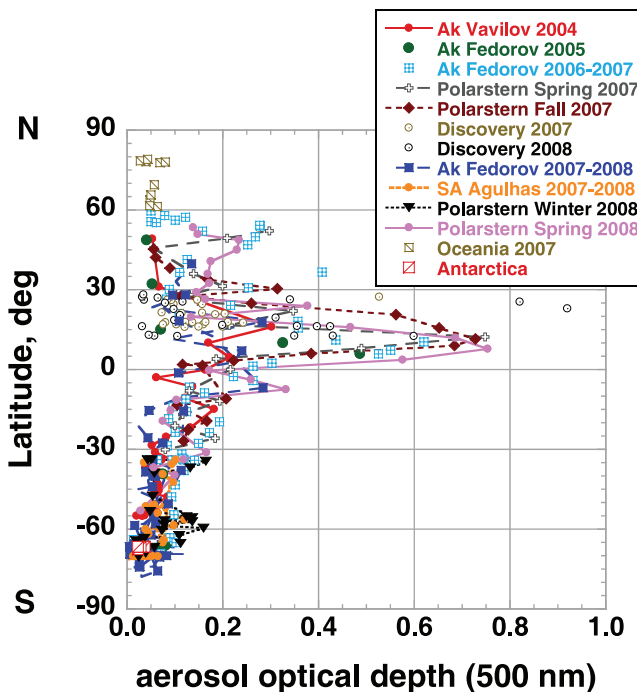 Ak Vavilov 2004
Ak Fedorov 2005
Ak Fedorov 2006-2007
Polarstern Spring 2007
Polarstern Fall 2007
Discovery 2007
Discovery 2008
Ak Fedorov 2007-2008
SA Agulhas 2007-2008
Polarstern Winter 2008
Polarstern Spring 2008
Oceania 2007
Antarctica
N
90
60
30
0
-30
-60
-90
S
Latitude, deg
0.0 0.2 0.4 0.6 0.8 1.0
aerosol optical depth (500 nm)